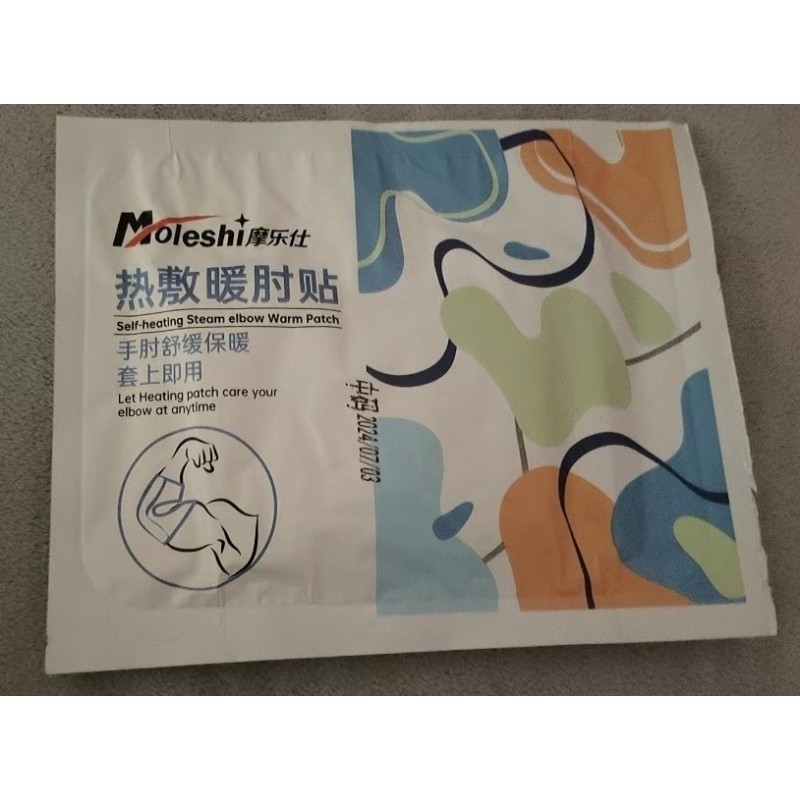 Moleshi摩乐仕
热敷暖肘贴
Self-heating Steam elbow Warm Patch
手肘舒缓保暖
套上即用
Let Heating patch care your
elbow at anytime
2024/07/03